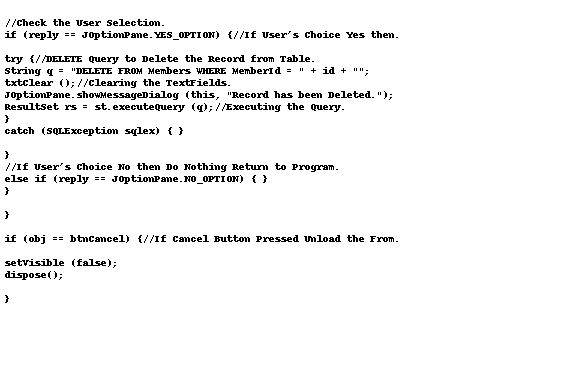 //Check the User Selection.
if (reply == JOptionPane.YES_OPTION) {//If User's Choice Yes then.
try {//DELETE Query to Delete the Record from Table.
String q = "DELETE FROM Members WHERE MemberId = " + id + "";
txtClear ();//Clearing the TextFields.
JOptionPane.showMessageDialog (this, "Record has been Deleted.");
ResultSet rs = st.executeQuery (q);//Executing the Query.
}
catch (SQLException sqlex) { }
}
//If User's Choice No then Do Nothing Return to Program.
else if (reply == JOptionPane.NO_OPTION) { }
}
}
if (obj == btnCancel) {//If Cancel Button Pressed Unload the From.
setVisible (false);
dispose();
}